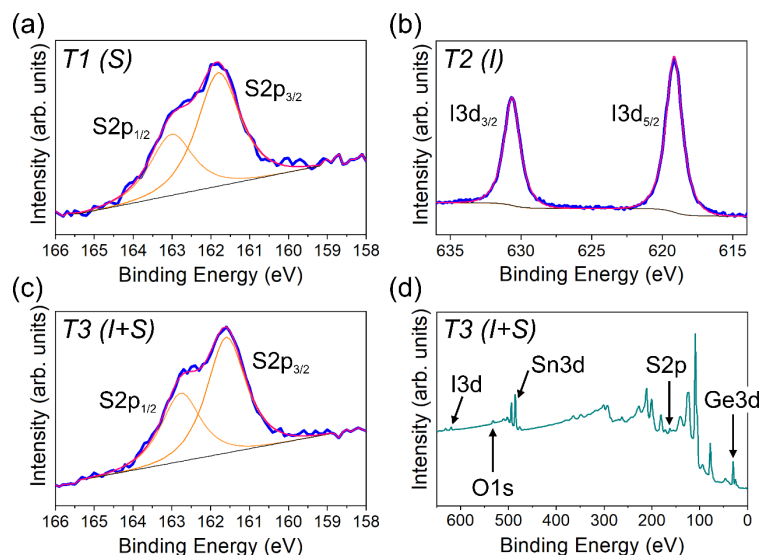 (a)
T1 (S)
S2p3/2
S2p1/2
Intensity (arb. units)
166 165 164 163 162 161 160 159 158
Binding Energy (eV)
(b)
T2 (I)
I3d3/2
I3d5/2
Intensity (arb. units)
635 630 625 620 614
Binding Energy (eV)
(c)
T3 (I+S)
S2p3/2
S2p1/2
Intensity (arb. units)
166 165 164 163 162 161 160 159 158
Binding Energy (eV)
(d)
T3 (I+S)
Sn3d
S2p
I3d
Ge3d
O1s
Intensity (arb. units)
600 500 400 300 200 100 0
Binding Energy (eV)